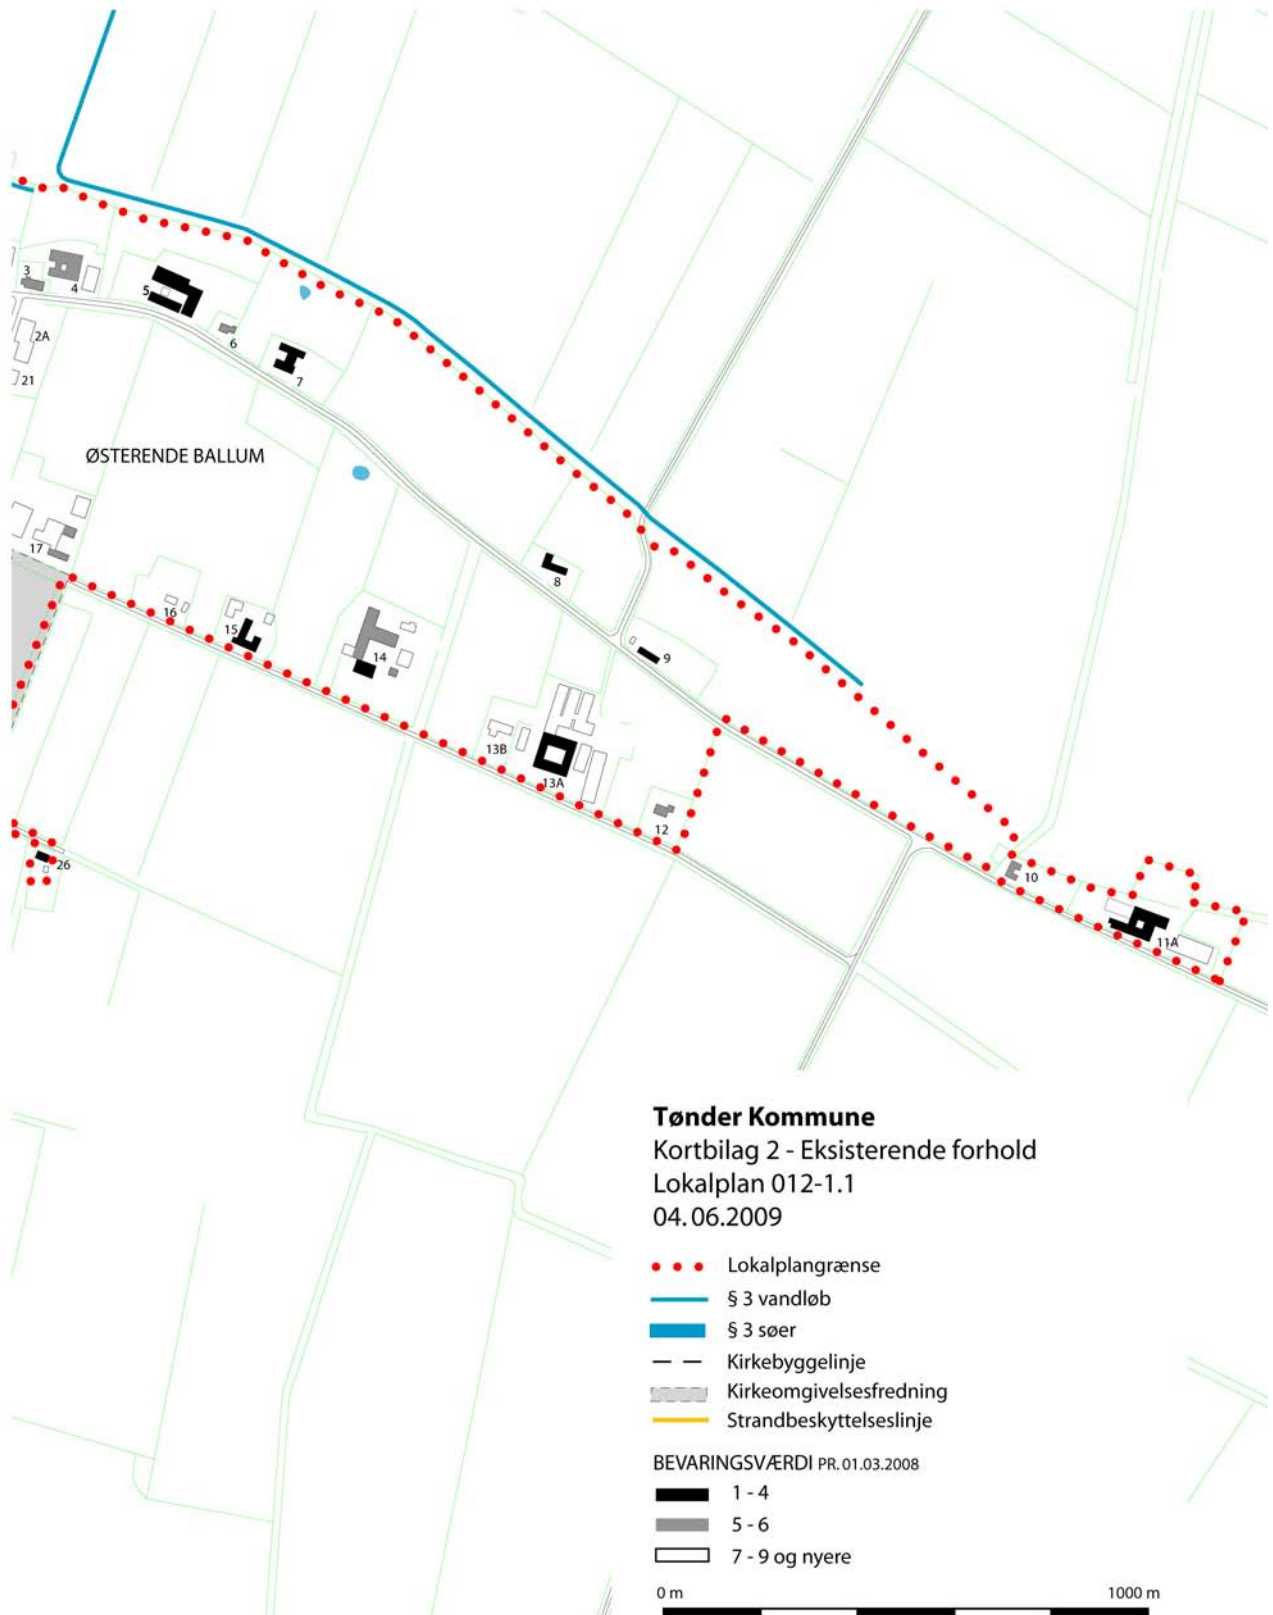 3
4
5
6
2A
7
21
ØSTERENDE BALLUM
17
8
16
15
14
9
13B
13A
12
26
10
11A
Tønder Kommune
Kortbilag 2 - Eksisterende forhold
Lokalplan 012-1.1
04.06.2009
Lokalplangrænse
§ 3 vandløb
§ 3 søer
Kirkebyggelinje
Kirkeomgivelsesfredning
Strandbeskyttelseslinje
BEVARINGSVÆRDI PR. 01.03.2008
1 - 4
5 - 6
7 - 9 og nyere
0 m 1000 m